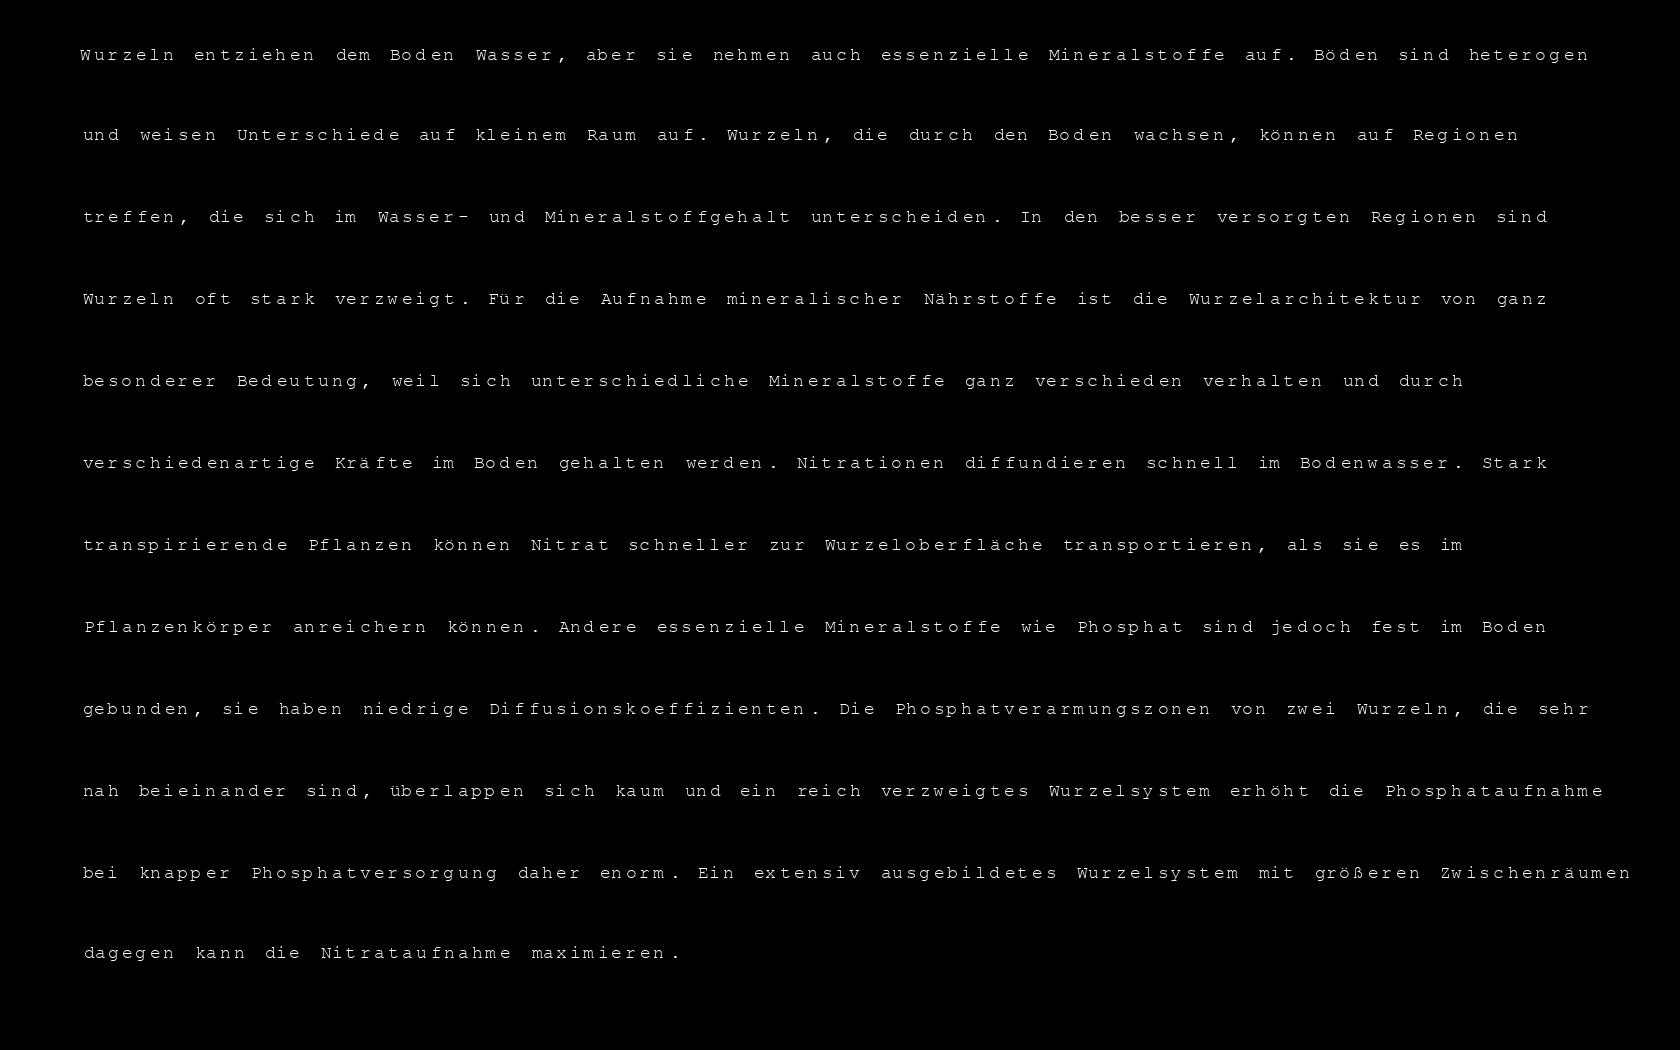 Wurzeln entziehen dem Boden Wasser, aber sie nehmen auch essenzielle Mineralstoffe auf. Böden sind heterogen
und weisen Unterschiede auf kleinem Raum auf. Wurzeln, die durch den Boden wachsen, können auf Regionen
treffen, die sich im Wasser- und Mineralstoffgehalt unterscheiden. In den besser versorgten Regionen sind
Wurzeln oft stark verzweigt. Für die Aufnahme mineralischer Nährstoffe ist die Wurzelarchitektur von ganz
besonderer Bedeutung, weil sich unterschiedliche Mineralstoffe ganz verschieden verhalten und durch
verschiedenartige Kräfte im Boden gehalten werden. Nitrationen diffundieren schnell im Bodenwasser. Stark
transpirierende Pflanzen können Nitrat schneller zur Wurzeloberfläche transportieren, als sie es im
Pflanzenkörper anreichern können. Andere essenzielle Mineralstoffe wie Phosphat sind jedoch fest im Boden
gebunden, sie haben niedrige Diffusionskoeffizienten. Die Phosphatverarmungszonen von zwei Wurzeln, die sehr
nah beieinander sind, überlappen sich kaum und ein reich verzweigtes Wurzelsystem erhöht die Phosphataufnahme
bei knapper Phosphatversorgung daher enorm. Ein extensiv ausgebildetes Wurzelsystem mit größeren Zwischenräumen
dagegen kann die Nitrataufnahme maximieren.